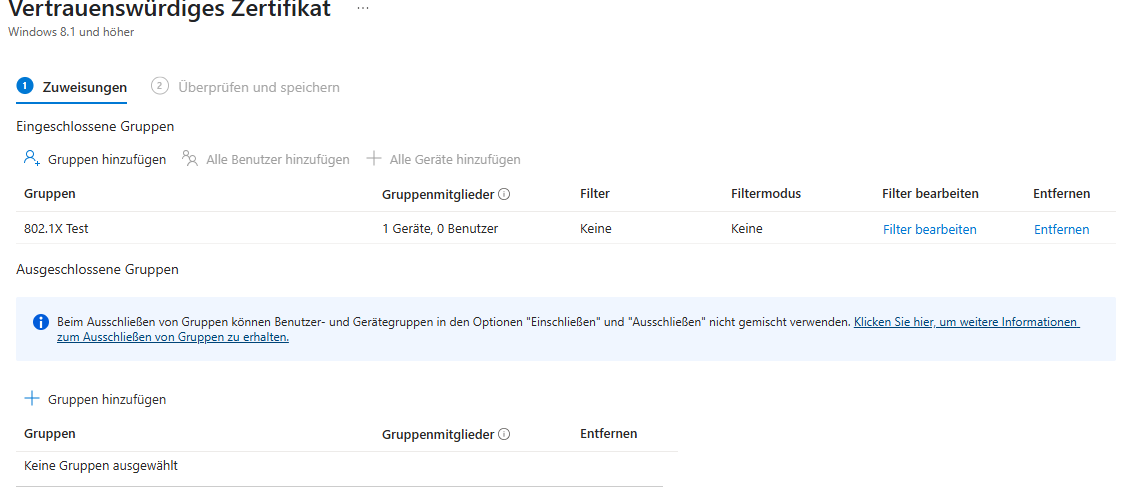 Vertrauenswürdiges Zertifikat ...
Windows 8.1 und höher
1 Zuweisungen 2 Überprüfen und speichern
Eingeschlossene Gruppen
Gruppen hinzufügen Alle Benutzer hinzufügen Alle Geräte hinzufügen
Gruppen Gruppenmitglieder Filter Filtermodus Filter bearbeiten Entfernen
802.1X Test 1 Geräte, 0 Benutzer Keine Keine Filter bearbeiten Entfernen
Ausgeschlossene Gruppen
Beim Ausschließen von Gruppen können Benutzer- und Gerätegruppen in den Optionen "Einschließen" und "Ausschließen" nicht gemischt verwenden. Klicken Sie hier, um weitere Informationen
zum Ausschließen von Gruppen zu erhalten.
Gruppen hinzufügen
Gruppen Gruppenmitglieder Entfernen
Keine Gruppen ausgewählt